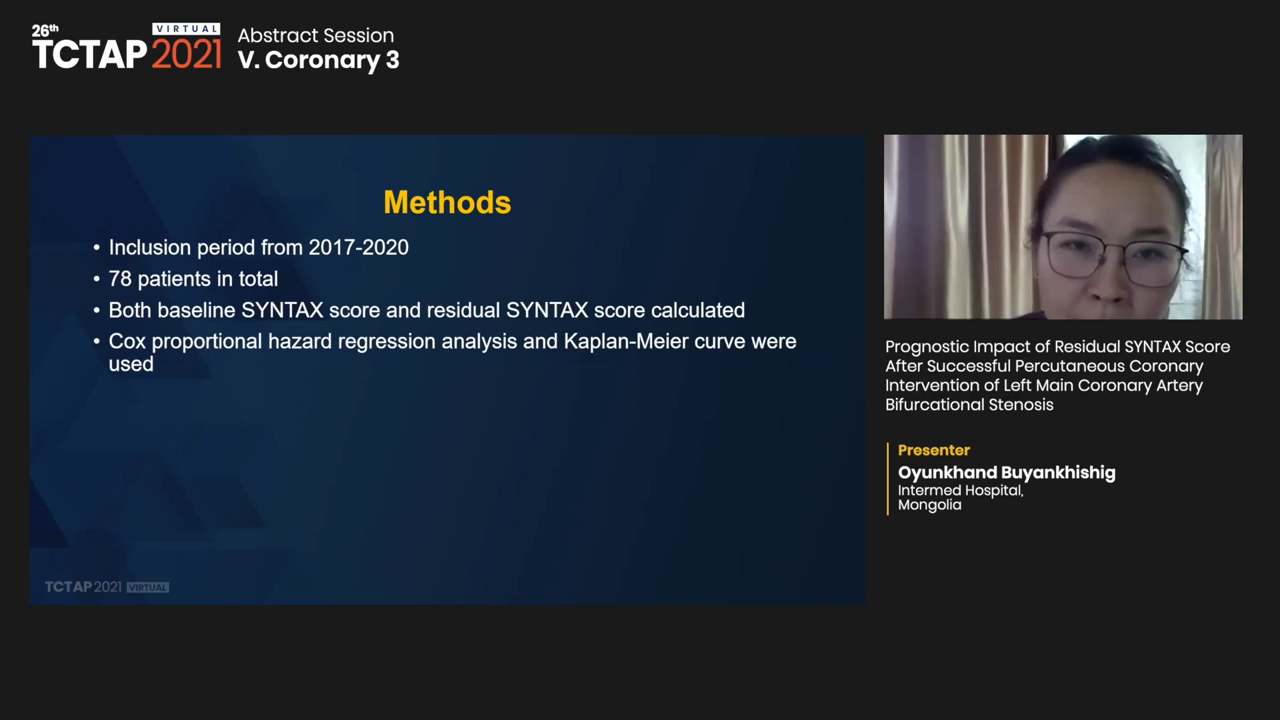 26th
TCTAP
VIRTUAL
2021
Abstract Session
V. Coronary 3
Methods
• Inclusion period from 2017-2020
• 78 patients in total
• Both baseline SYNTAX score and residual SYNTAX score calculated
• Cox proportional hazard regression analysis and Kaplan-Meier curve were
used
TCTAP 2021 VIRTUAL
Prognostic Impact of Residual SYNTAX Score
After Successful Percutaneous Coronary
Intervention of Left Main Coronary Artery
Bifurcational Stenosis
Presenter
Oyunkhand Buyankhishig
Intermed Hospital,
Mongolia